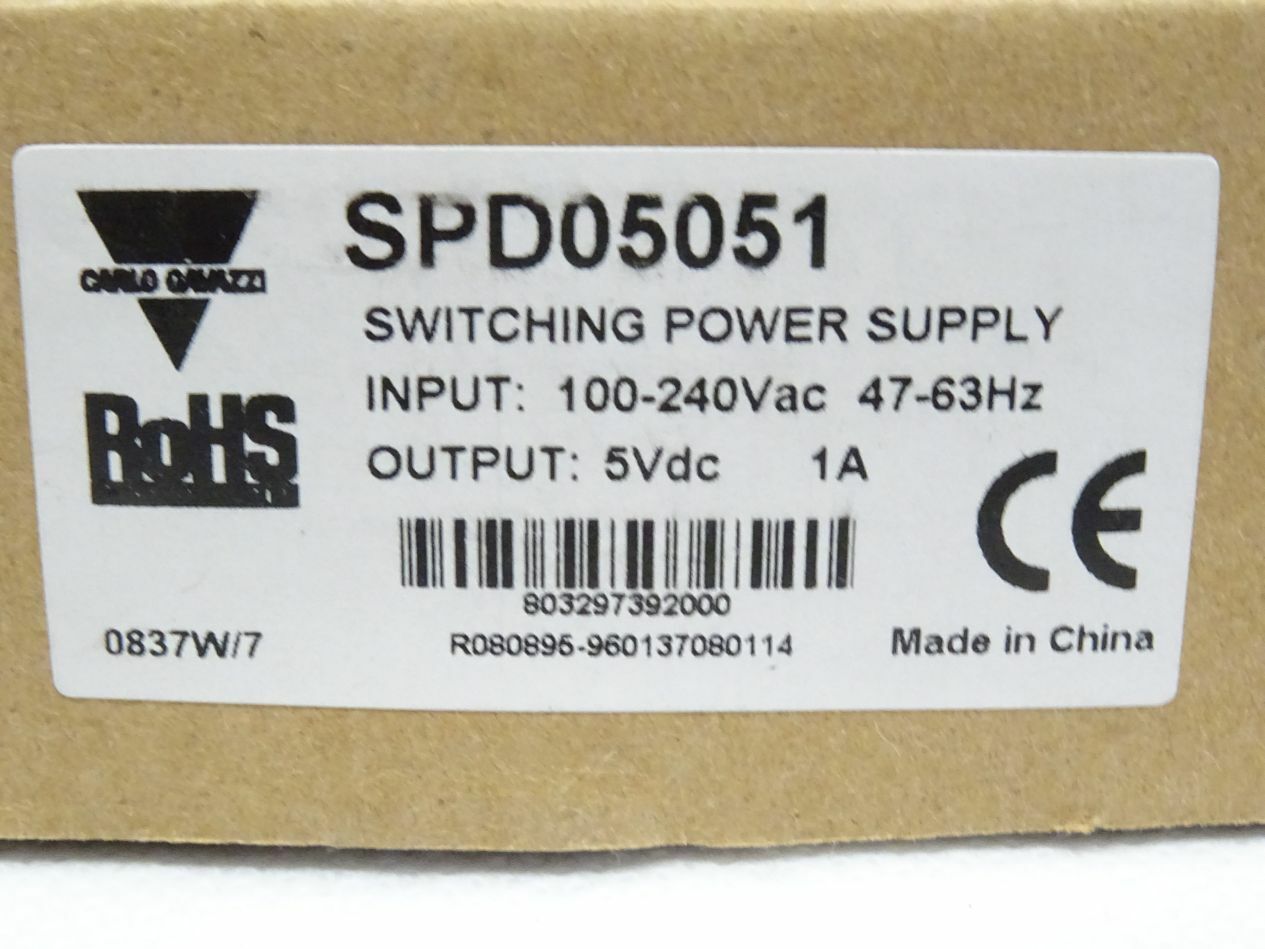 SPD05051
CARLO GAVAZZI
SWITCHING POWER SUPPLY
INPUT: 100-240Vac 47-63Hz
RoHS
OUTPUT: 5Vdc 1A
CE
803297392000
0837W/7
R080895-960137080114
Made in China